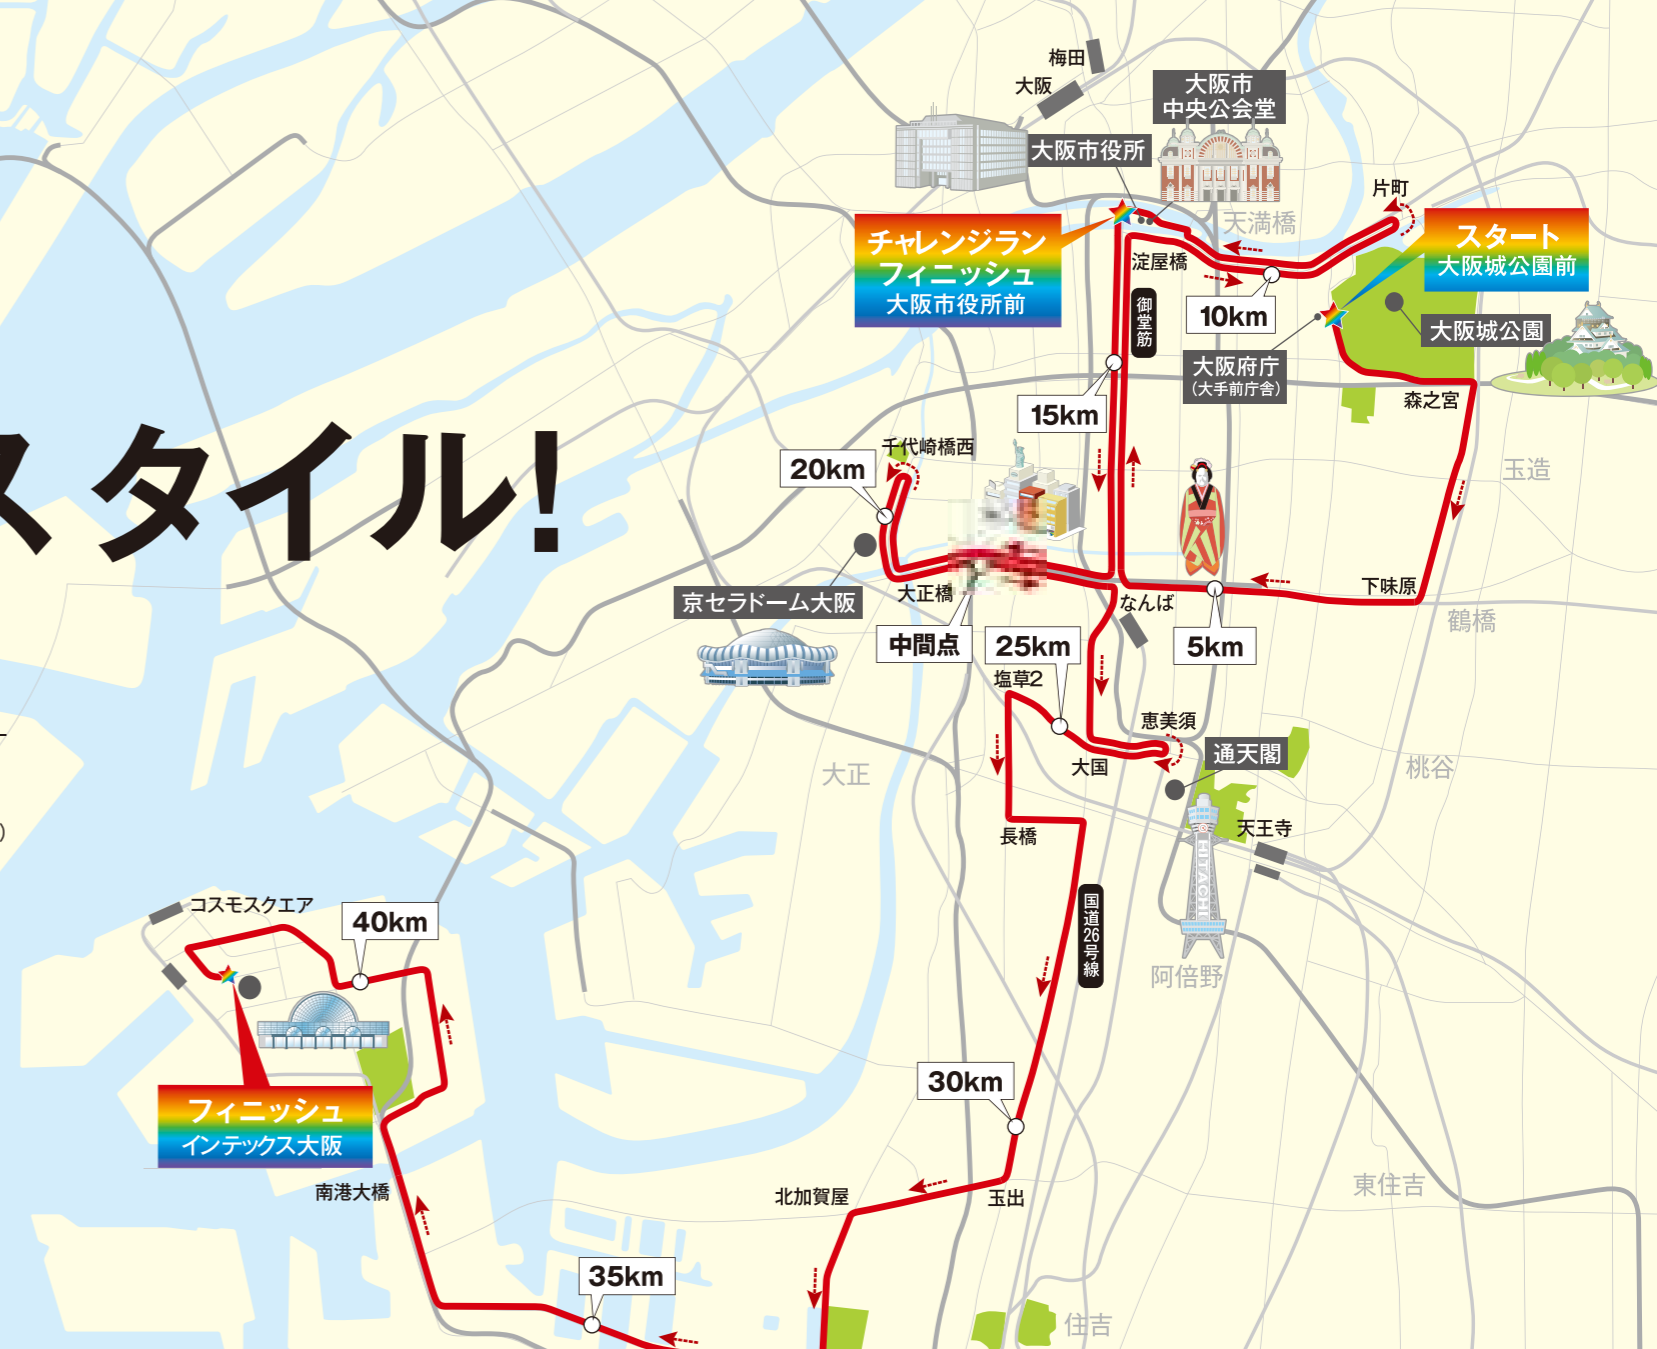 梅田
大阪
大阪市
中央公会堂
大阪市役所
片町
天満橋
スタート
大阪城公園前
チャレンジラン
フィニッシュ
大阪市役所前
淀屋橋
御堂筋
10km
大阪城公園
大阪府庁
(大手前庁舎)
森之宮
15km
スタイル!
千代崎橋西
20km
玉造
下味原
大正橋
京セラドーム大阪
なんば
鶴橋
中間点
25km
5km
塩草2
恵美須
通天閣
大国
大正
桃谷
長橋
天王寺
HITACHI
国道26号線
コスモスクエア
40km
阿倍野
30km
フィニッシュ
インテックス大阪
南港大橋
北加賀屋
玉出
東住吉
35km
住吉
)